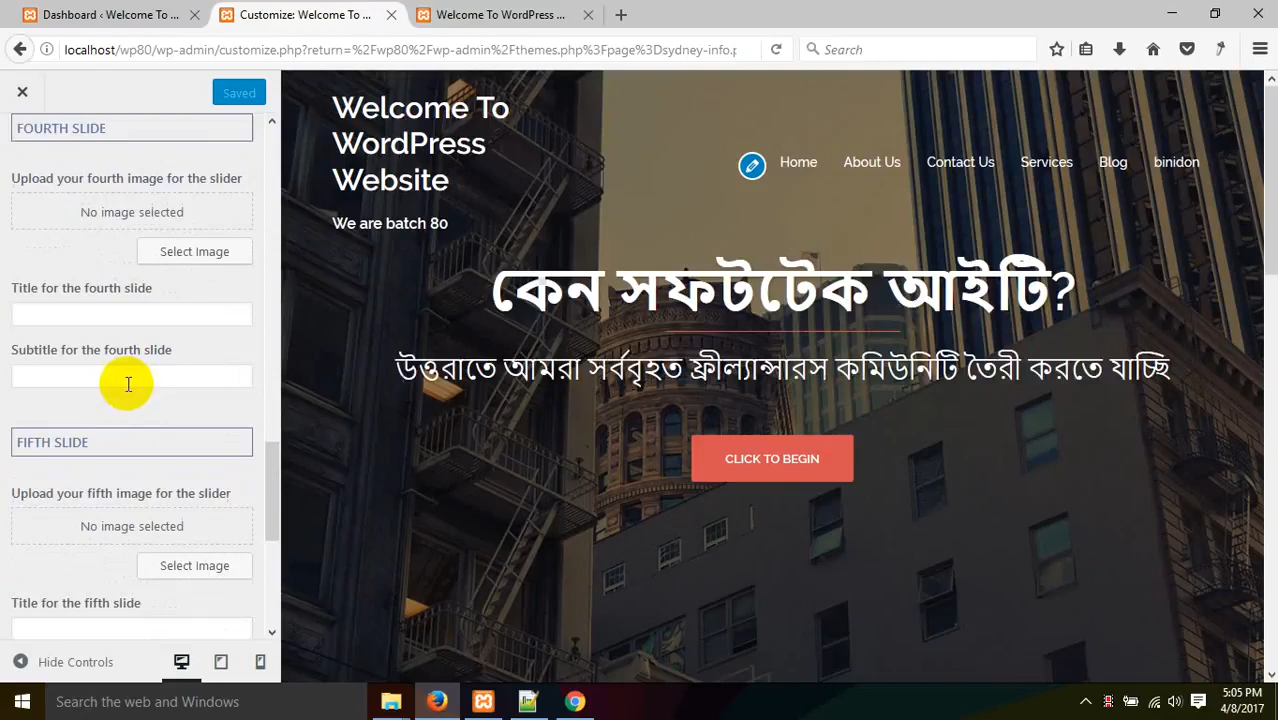 Dashboard ‹ Welcome To ...
Customize: Welcome To ...
Welcome To WordPress ...
localhost/wp80/wp-admin/customize.php?return=%2Fwp80%2Fwp-admin%2Fthemes.php%3Fpage%3Dsydney-info.p
Search
Saved
FOURTH SLIDE
Upload your fourth image for the slider
No image selected
Select Image
Title for the fourth slide
Subtitle for the fourth slide
FIFTH SLIDE
Upload your fifth image for the slider
No image selected
Select Image
Title for the fifth slide
Hide Controls
Welcome To
WordPress
Website
We are batch 80
Home About Us Contact Us Services Blog binidon
কেন সফটটেক আইটি?
উত্তরাতে আমরা সর্ববৃহত ফ্রীল্যান্সারস কমিউনিটি তৈরী করতে যাচ্ছি
CLICK TO BEGIN
Search the web and Windows
5:05 PM
4/8/2017